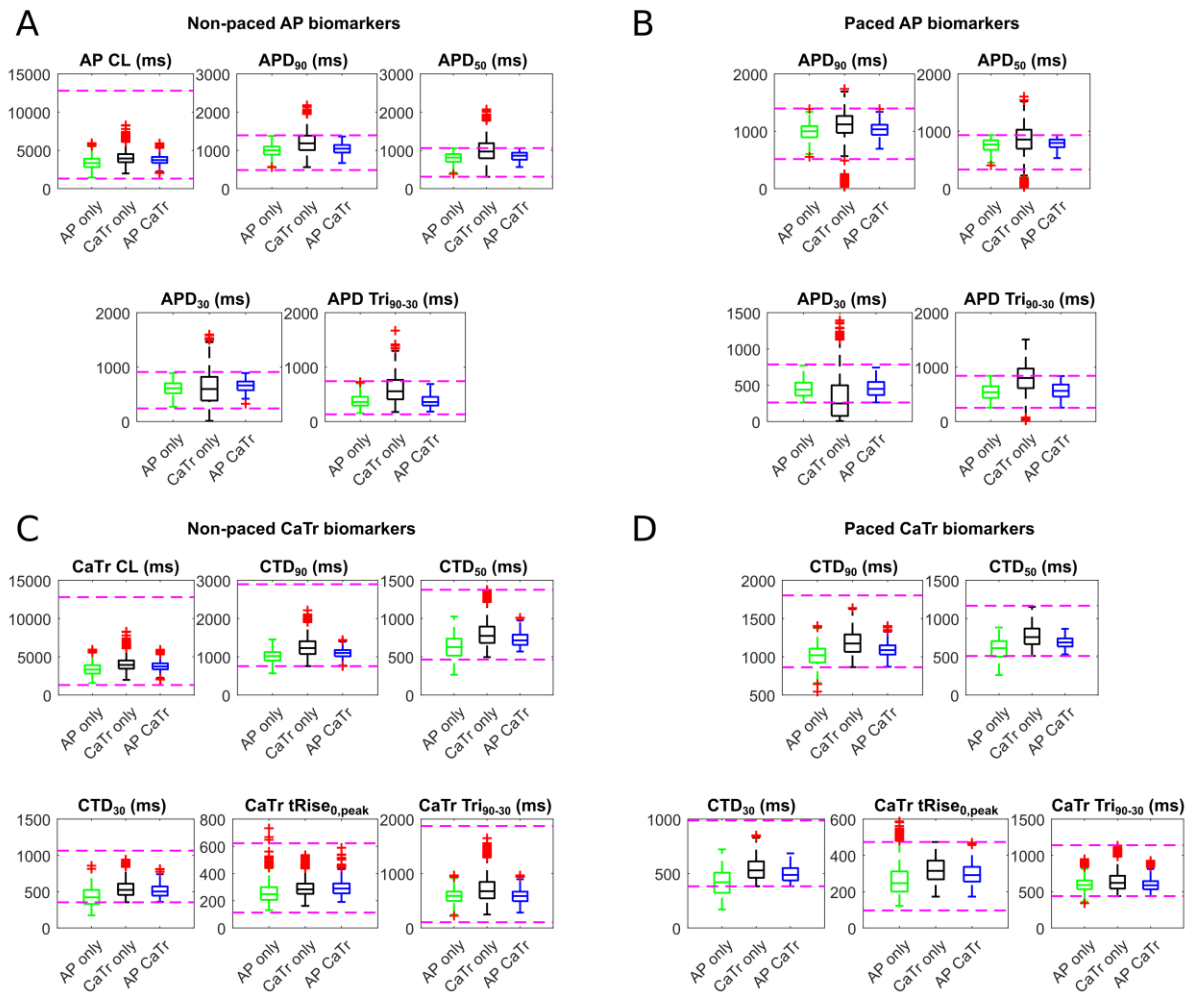 A
Non-paced AP biomarkers
AP CL (ms)
APD90 (ms)
APD50 (ms)
15000
10000
5000
0
3000
2000
1000
0
3000
2000
1000
0
AP only
CaTr only
AP CaTr
AP only
CaTr only
AP CaTr
AP only
CaTr only
AP CaTr
APD30 (ms)
APD Tri90-30 (ms)
2000
1000
0
2000
1000
0
AP only
CaTr only
AP CaTr
AP only
CaTr only
AP CaTr
B
Paced AP biomarkers
APD90 (ms)
APD50 (ms)
2000
1000
0
2000
1000
0
AP only
CaTr only
AP CaTr
AP only
CaTr only
AP CaTr
APD30 (ms)
APD Tri90-30 (ms)
1500
1000
500
0
2000
1000
0
AP only
CaTr only
AP CaTr
AP only
CaTr only
AP CaTr
C
Non-paced CaTr biomarkers
CaTr CL (ms)
CTD90 (ms)
CTD50 (ms)
15000
10000
5000
0
3000
2000
1000
0
1500
1000
500
0
AP only
CaTr only
AP CaTr
AP only
CaTr only
AP CaTr
AP only
CaTr only
AP CaTr
CTD30 (ms)
CaTr tRise0,peak
CaTr Tri90-30 (ms)
1500
1000
500
0
800
600
400
200
0
2000
1000
0
AP only
CaTr only
AP CaTr
AP only
CaTr only
AP CaTr
AP only
CaTr only
AP CaTr
D
Paced CaTr biomarkers
CTD90 (ms)
CTD50 (ms)
2000
1500
1000
500
1500
1000
500
0
AP only
CaTr only
AP CaTr
AP only
CaTr only
AP CaTr
CTD30 (ms)
CaTr tRise0,peak
CaTr Tri90-30 (ms)
1000
500
0
600
400
200
0
1500
1000
500
0
AP only
CaTr only
AP CaTr
AP only
CaTr only
AP CaTr
AP only
CaTr only
AP CaTr